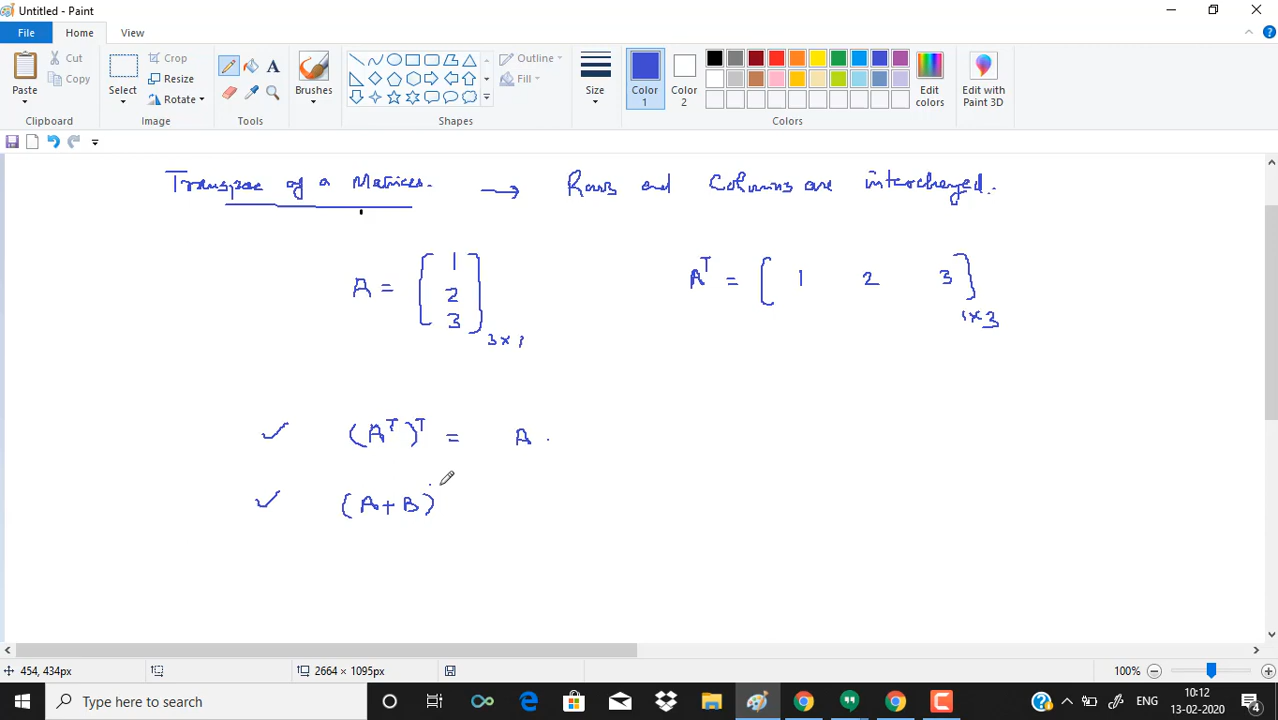 Untitled - Paint
File Home View
Paste Cut Copy Clipboard
Select Crop Resize Rotate Image
A Tools
Brushes
Outline Fill Shapes
Size
Color 1 Color 2 Edit colors Colors
Edit with Paint 3D
Transpose of a Matrices. → Rows and Columns are interchanged.
A = [1 2 3] 3×1
Aᵀ = [1 2 3] 1×3
✓ (Aᵀ)ᵀ = A .
✓ (A+B)
454, 434px 2664 × 1095px 100%
Type here to search ENG 10:12 13-02-2020